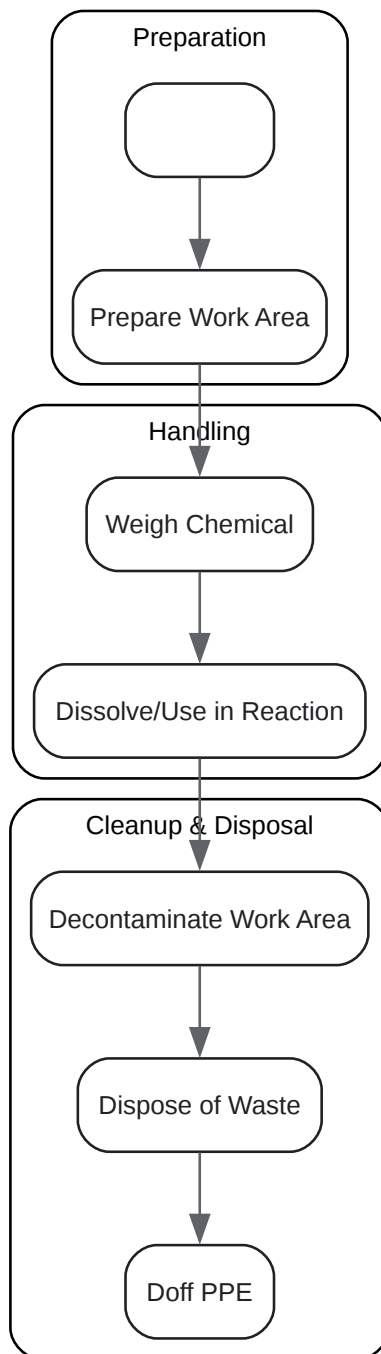 Preparation
Prepare Work Area
Handling
Weigh Chemical
Dissolve/Use in Reaction
Cleanup & Disposal
Decontaminate Work Area
Dispose of Waste
Doff PPE